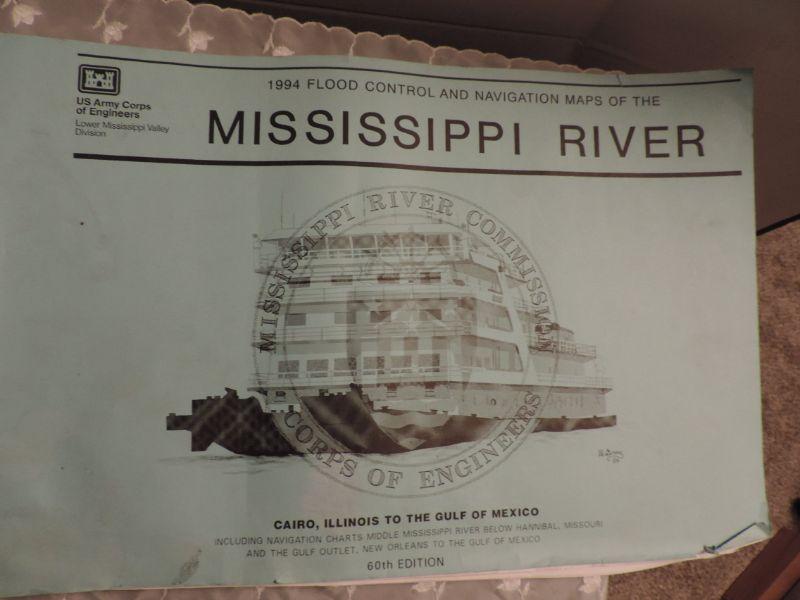 US Army Corps
of Engineers
Lower Mississippi Valley
Division
1994 FLOOD CONTROL AND NAVIGATION MAPS OF THE
MISSISSIPPI RIVER
MISSISSIPPI RIVER COMMISSION
CORPS OF ENGINEERS
CAIRO, ILLINOIS TO THE GULF OF MEXICO
INCLUDING NAVIGATION CHARTS MIDDLE MISSISSIPPI RIVER BELOW HANNIBAL, MISSOURI
AND THE GULF OUTLET, NEW ORLEANS TO THE GULF OF MEXICO
60th EDITION